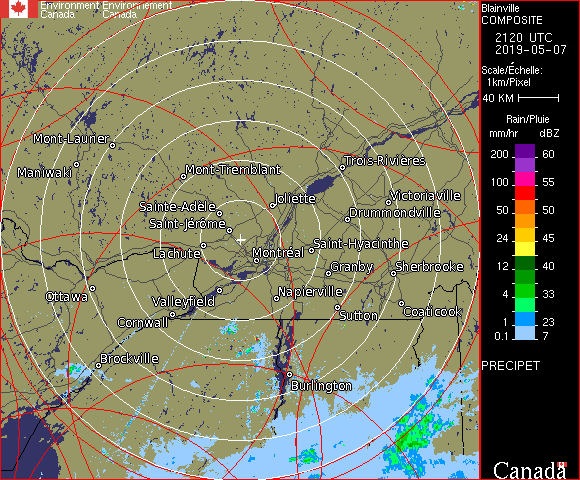 Environment Environnement
Canada Canada
Blainville
COMPOSITE
2120 UTC
2019-05-07
Scale/Échelle:
1km/Pixel
40 KM
Rain/Pluie
mm/hr dBZ
200 60
100 55
50 50
24 45
12 40
4 33
1 23
0.1 7
PRECIPET
Mont-Laurier
Maniwaki
Mont-Tremblant
Trois-Rivières
Sainte-Adèle
Joliette
Victoriaville
Drummondville
Saint-Jérôme
Lachute
Montréal
Saint-Hyacinthe
Granby
Sherbrooke
Ottawa
Valleyfield
Napierville
Cornwall
Sutton
Coaticook
Brockville
Burlington
Canada